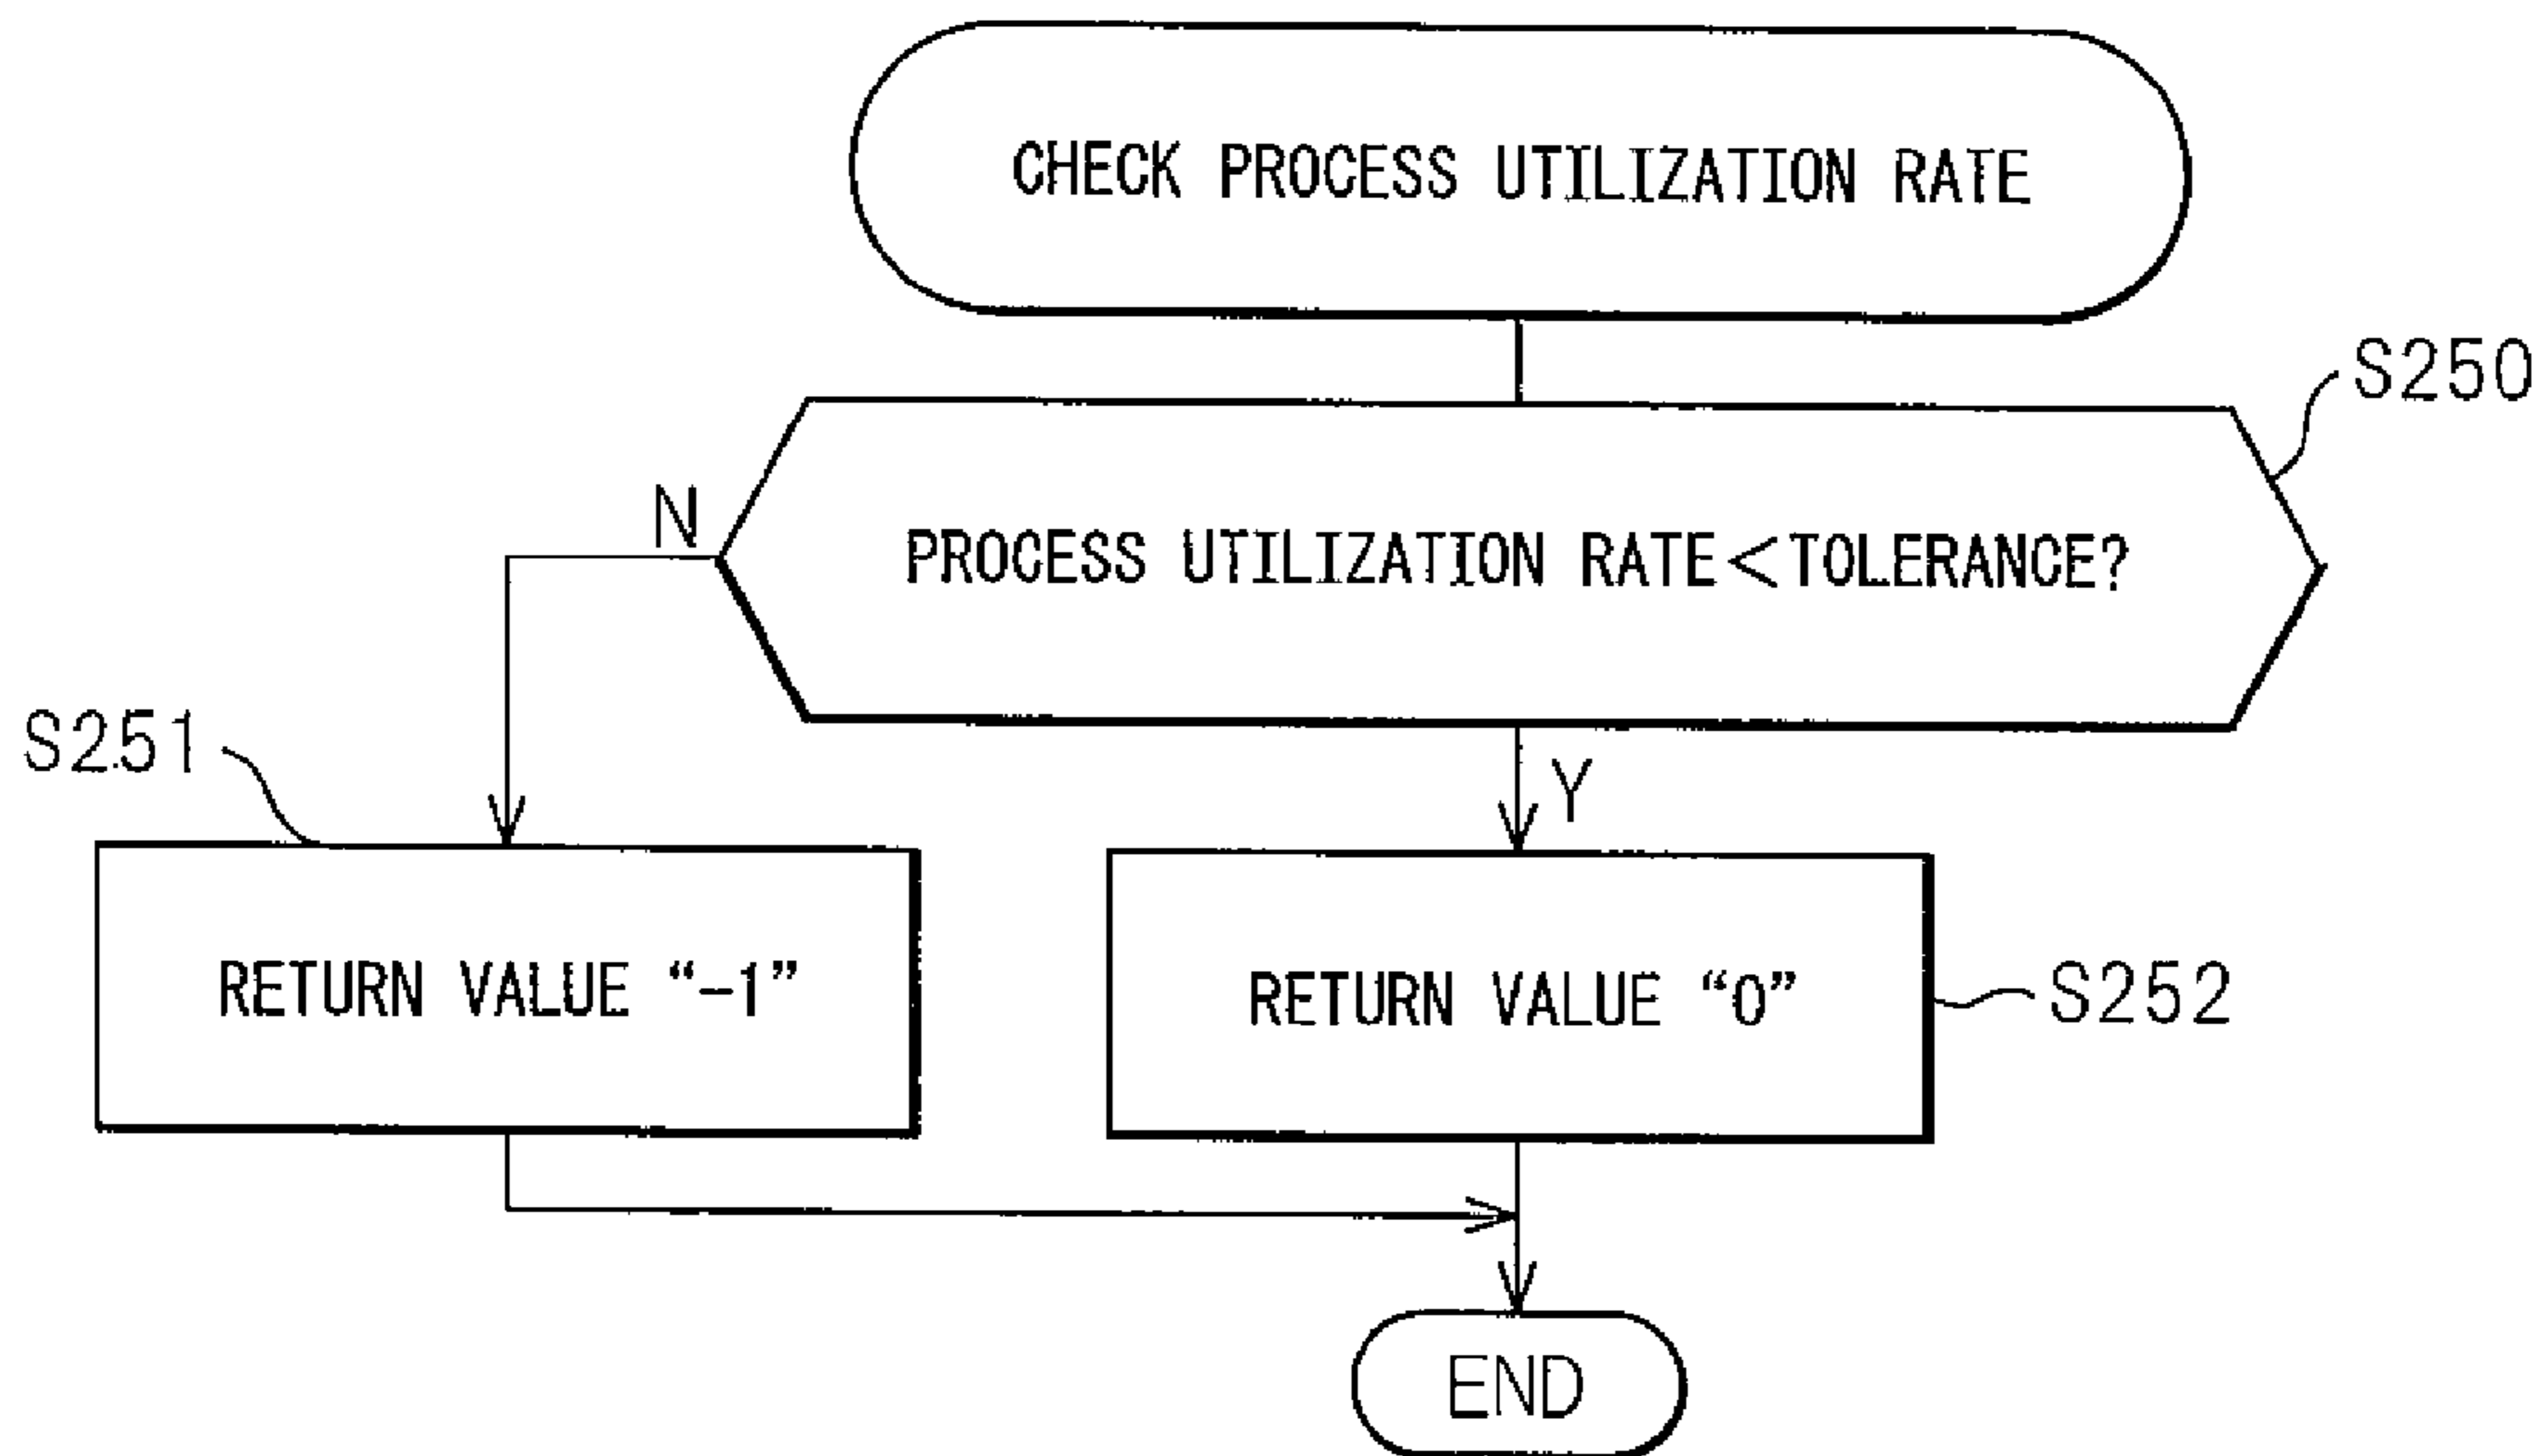 CHECK PROCESS UTILIZATION RATE
S250
PROCESS UTILIZATION RATE<TOLERANCE?
N
Y
S251
RETURN VALUE “-1”
RETURN VALUE “0”
S252
END